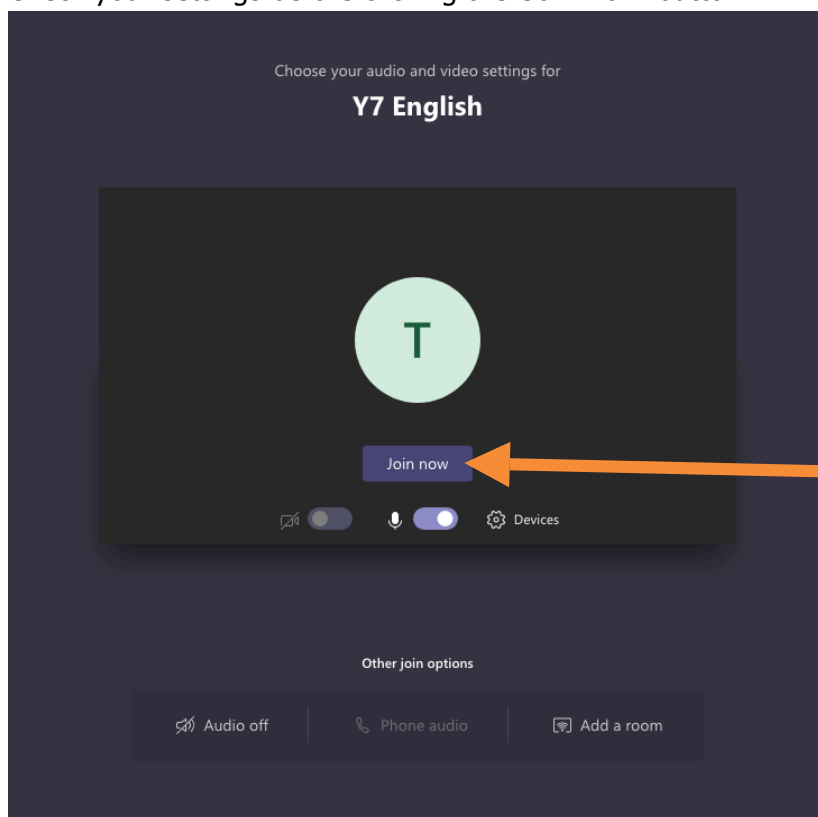 Choose your audio and video settings for
Y7 English
T
Join now
Devices
Other join options
Audio off
Phone audio
Add a room